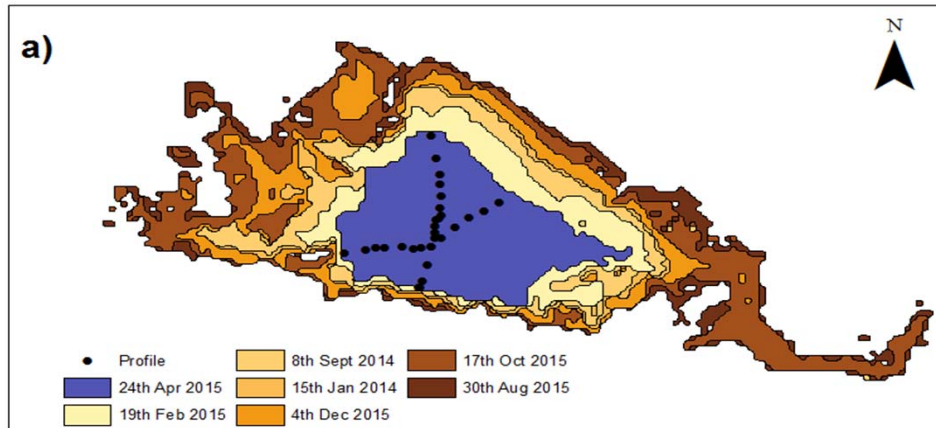 a)
N
Profile 8th Sept 2014 17th Oct 2015
24th Apr 2015 15th Jan 2014 30th Aug 2015
19th Feb 2015 4th Dec 2015